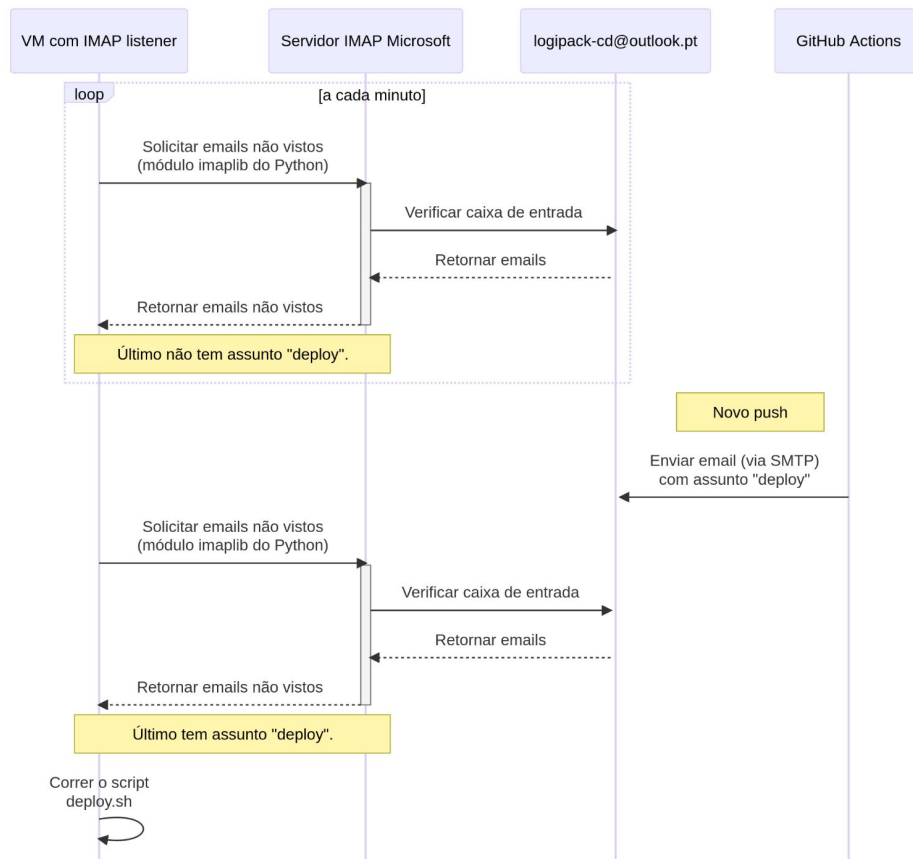 VM com IMAP listener
Servidor IMAP Microsoft
logipack-cd@outlook.pt
GitHub Actions
loop
[a cada minuto]
Solicitar emails não vistos
(módulo imaplib do Python)
Verificar caixa de entrada
Retornar emails
Retornar emails não vistos
Último não tem assunto "deploy".
Novo push
Enviar email (via SMTP)
com assunto "deploy"
Solicitar emails não vistos
(módulo imaplib do Python)
Verificar caixa de entrada
Retornar emails
Retornar emails não vistos
Último tem assunto "deploy".
Correr o script
deploy.sh